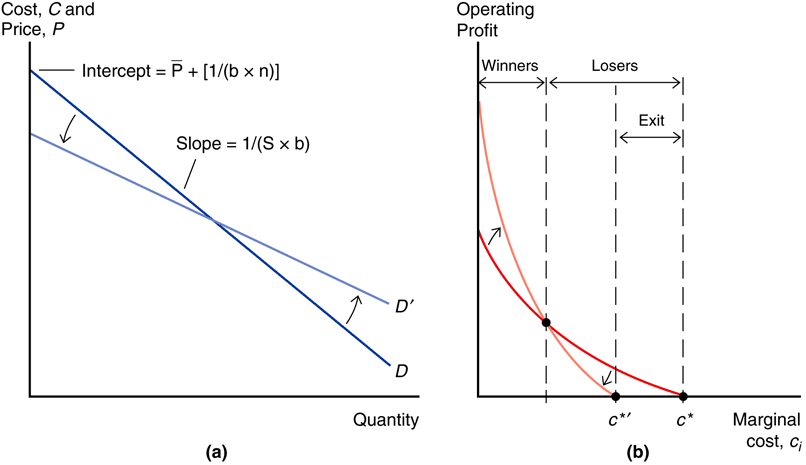 Cost, C and
Price, P
Intercept = P̅ + [1/(b × n)]
Slope = 1/(S × b)
D′
D
Quantity
(a)
Operating
Profit
Winners
Losers
Exit
c*′
c*
Marginal
cost, cᵢ
(b)